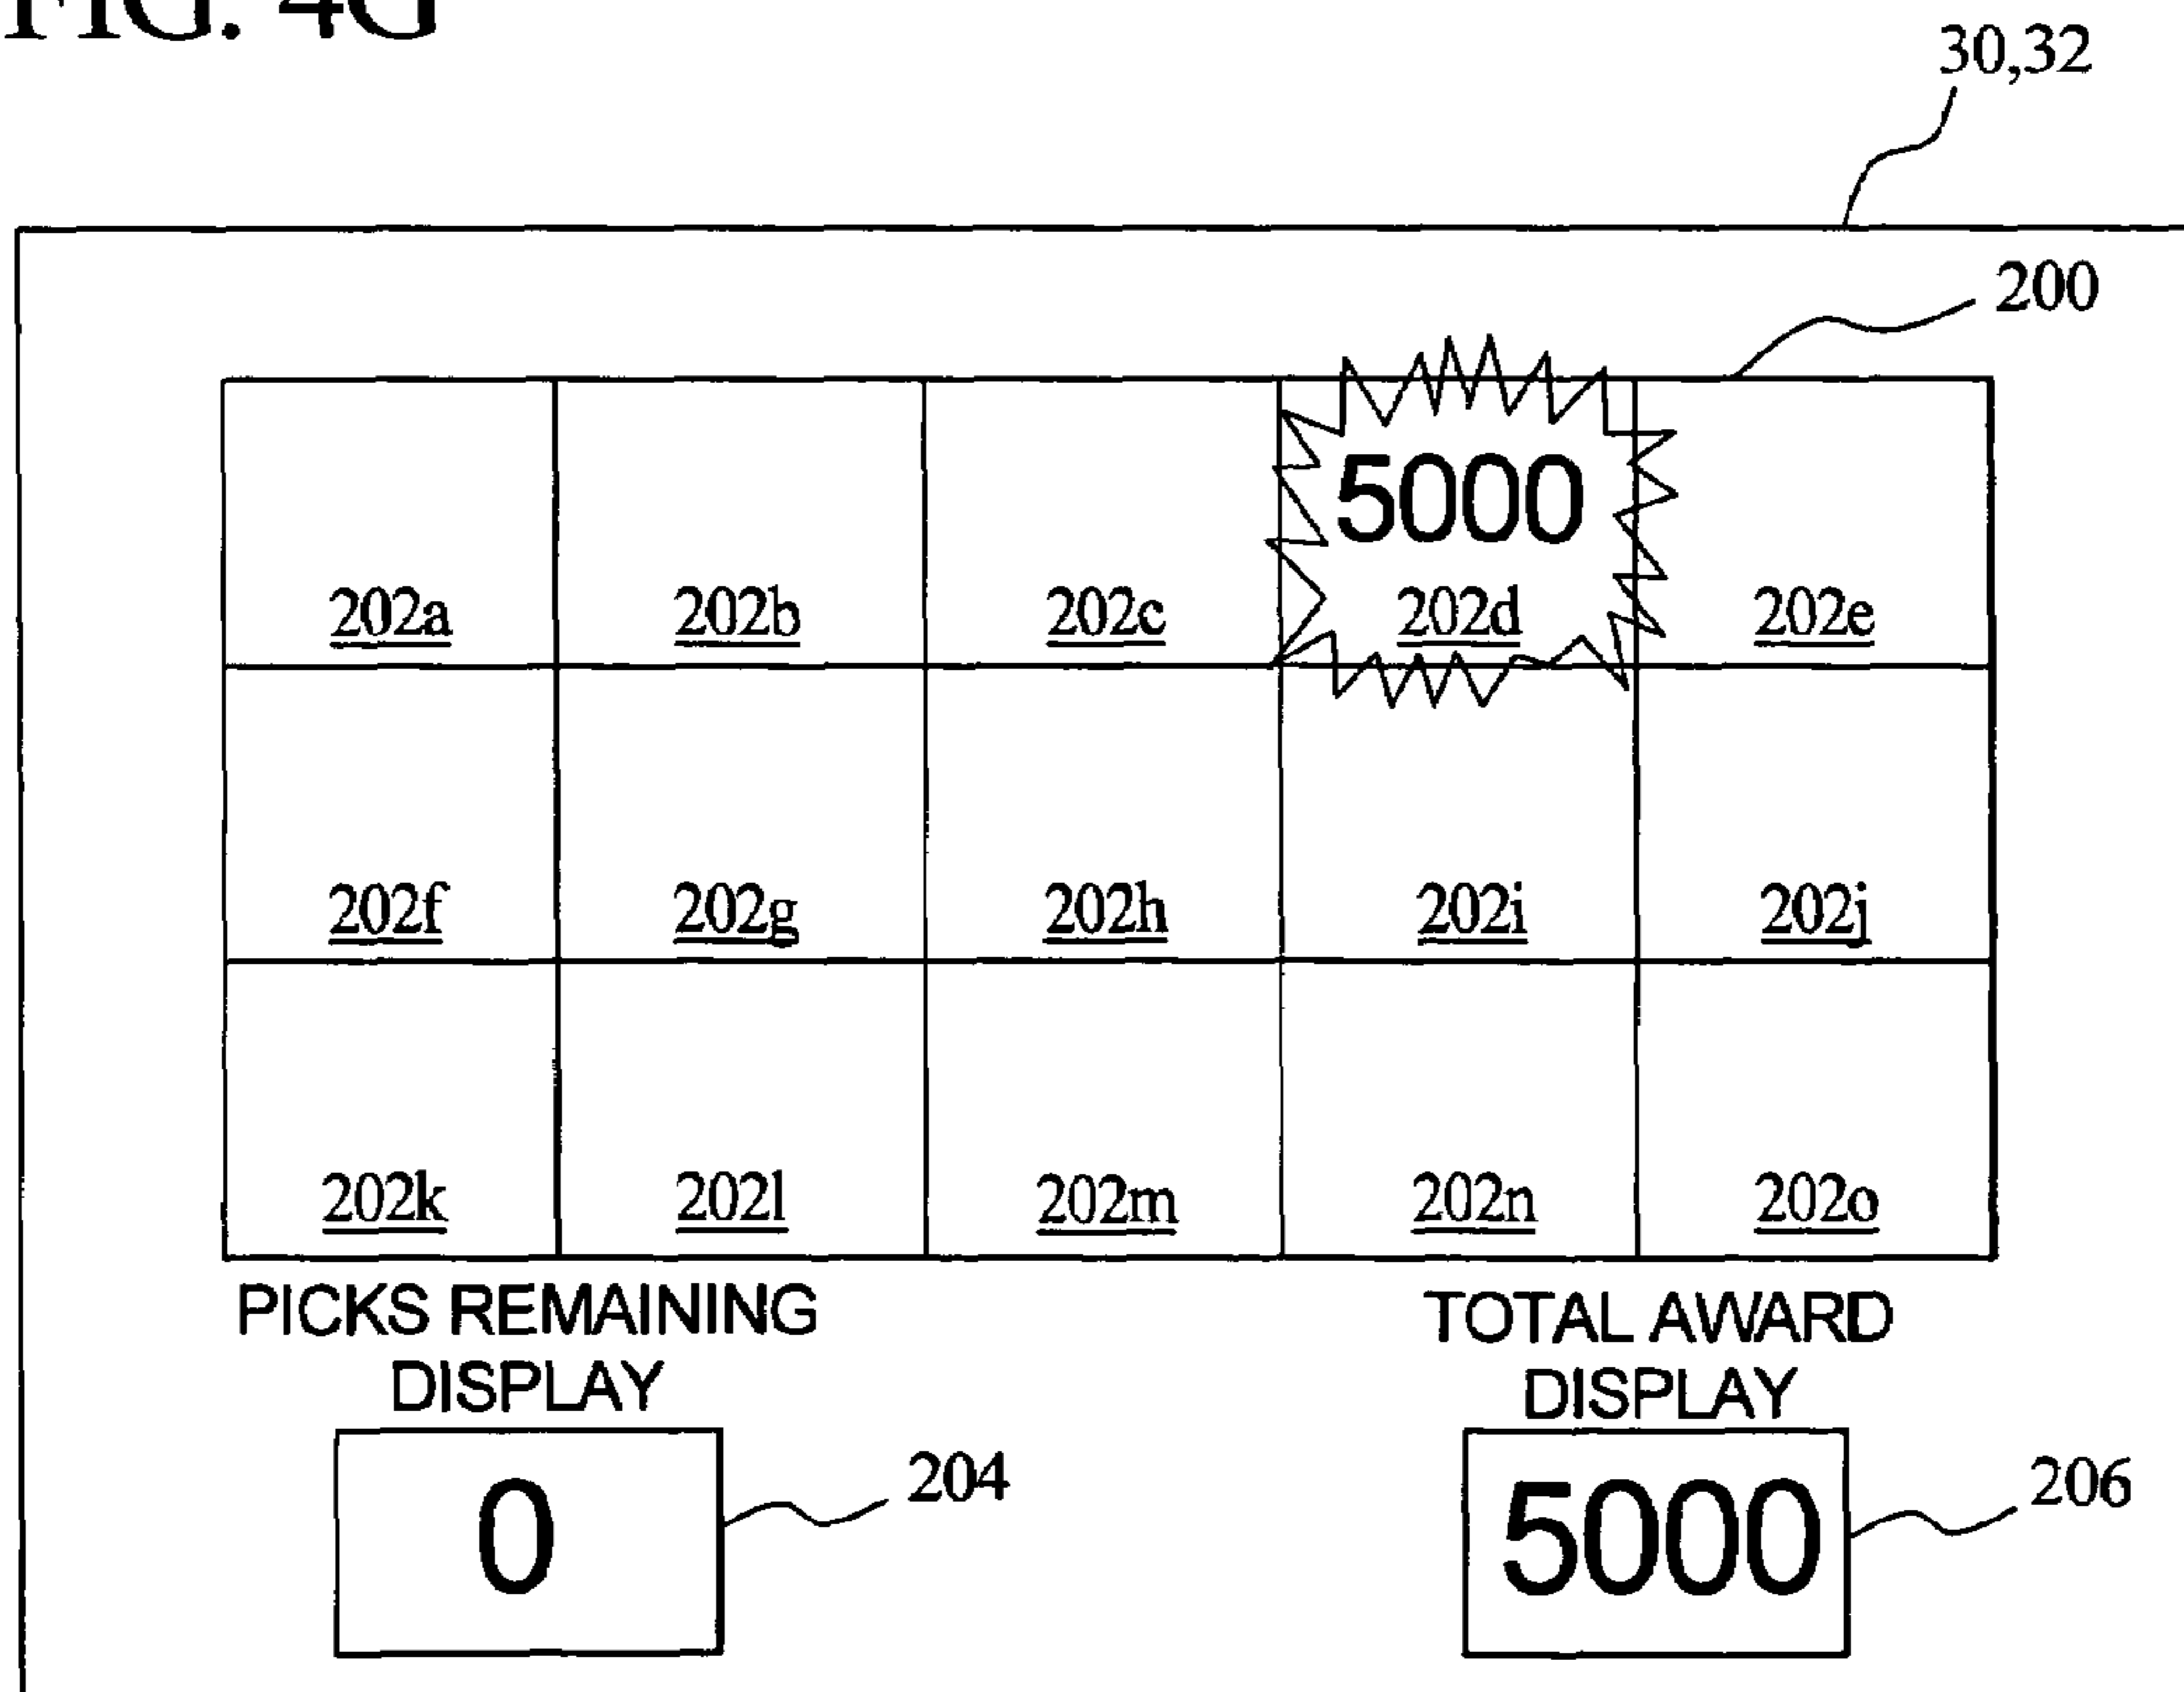 FIG. 4G
30,32
200
5000
202a 202b 202c 202d 202e
202f 202g 202h 202i 202j
202k 202l 202m 202n 202o
PICKS REMAINING
DISPLAY
TOTAL AWARD
DISPLAY
0
204
5000
206